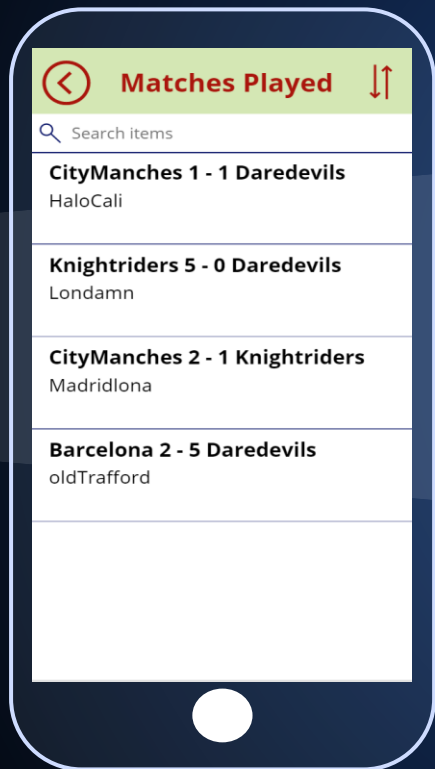 Matches Played
Search items
CityManches 1 - 1 Daredevils
HaloCali
Knightriders 5 - 0 Daredevils
Londamn
CityManches 2 - 1 Knightriders
Madridlona
Barcelona 2 - 5 Daredevils
oldTrafford